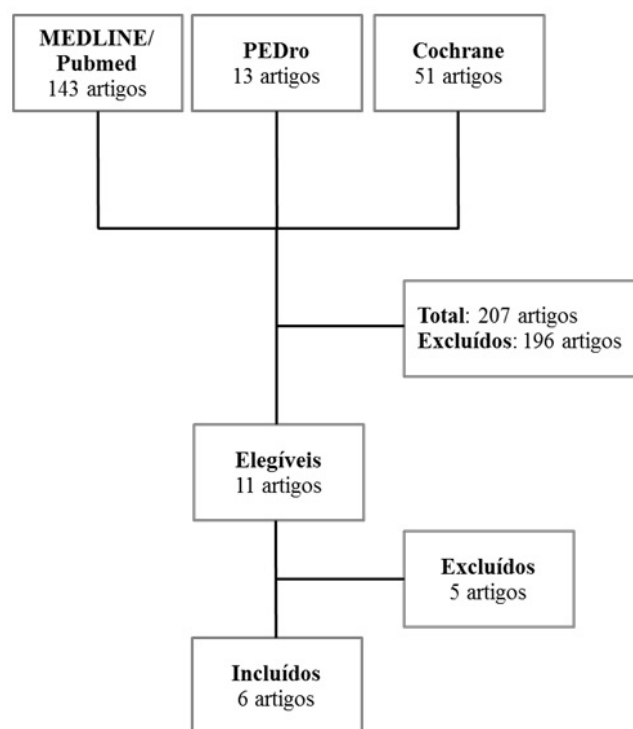 MEDLINE/
Pubmed
143 artigos
PEDro
13 artigos
Cochrane
51 artigos
Total: 207 artigos
Excluídos: 196 artigos
Elegíveis
11 artigos
Excluídos
5 artigos
Incluídos
6 artigos